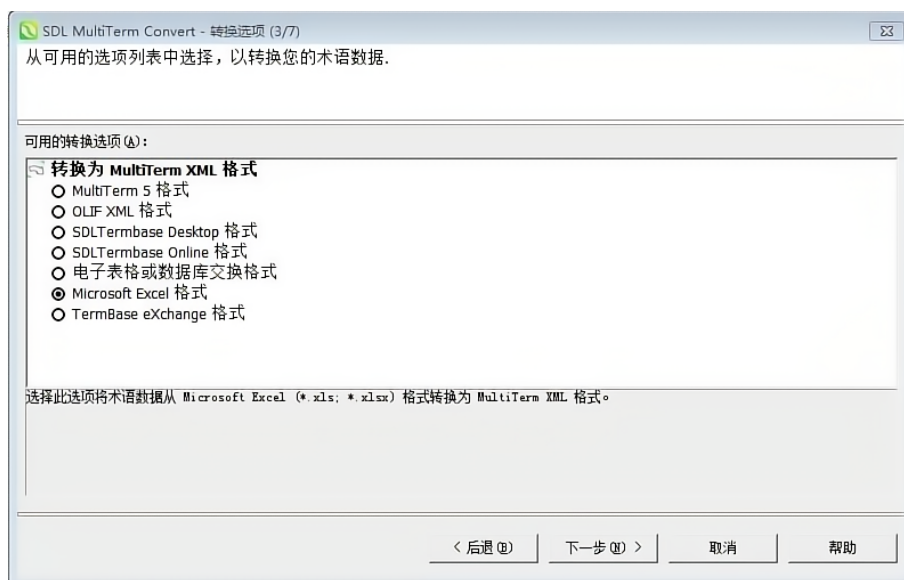 SDL MultiTerm Convert - 转换选项 (3/7)
从可用的选项列表中选择，以转换您的术语数据.
可用的转换选项(A):
转换为 MultiTerm XML 格式
MultiTerm 5 格式
OLIF XML 格式
SDLTermbase Desktop 格式
SDLTermbase Online 格式
电子表格或数据库交换格式
Microsoft Excel 格式
TermBase eXchange 格式
选择此选项将术语数据从 Microsoft Excel (*.xls; *.xlsx) 格式转换为 MultiTerm XML 格式。
< 后退(B) 下一步(N) > 取消 帮助